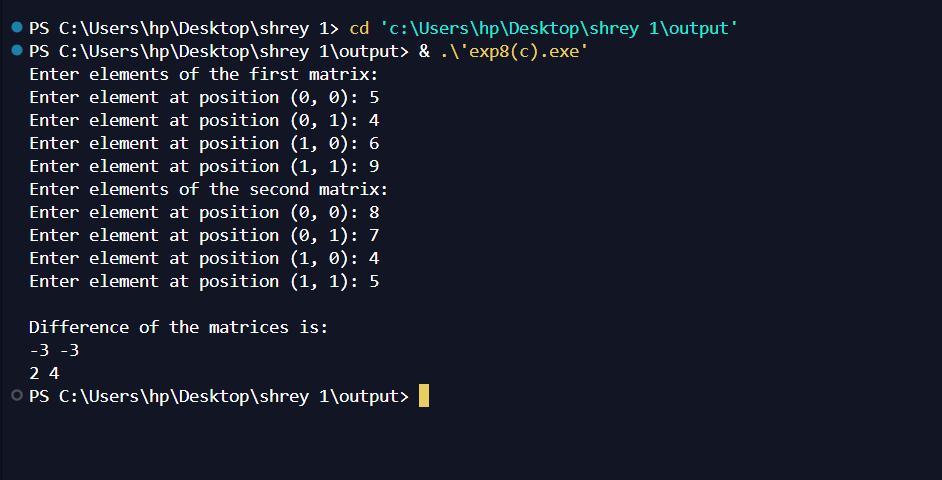 PS C:\Users\hp\Desktop\shrey 1> cd 'c:\Users\hp\Desktop\shrey 1\output'
PS C:\Users\hp\Desktop\shrey 1\output> & .\'exp8(c).exe'
Enter elements of the first matrix:
Enter element at position (0, 0): 5
Enter element at position (0, 1): 4
Enter element at position (1, 0): 6
Enter element at position (1, 1): 9
Enter elements of the second matrix:
Enter element at position (0, 0): 8
Enter element at position (0, 1): 7
Enter element at position (1, 0): 4
Enter element at position (1, 1): 5
Difference of the matrices is:
-3 -3
2 4
PS C:\Users\hp\Desktop\shrey 1\output>